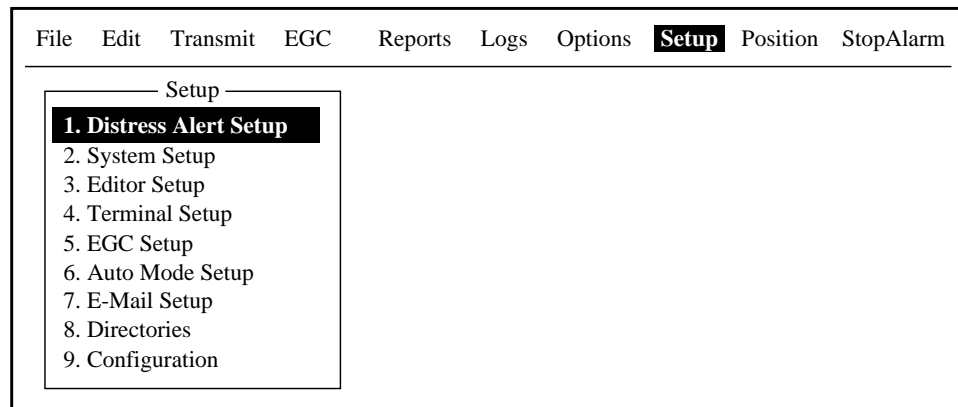 File Edit Transmit EGC Reports Logs Options Setup Position StopAlarm
Setup
1. Distress Alert Setup
2. System Setup
3. Editor Setup
4. Terminal Setup
5. EGC Setup
6. Auto Mode Setup
7. E-Mail Setup
8. Directories
9. Configuration